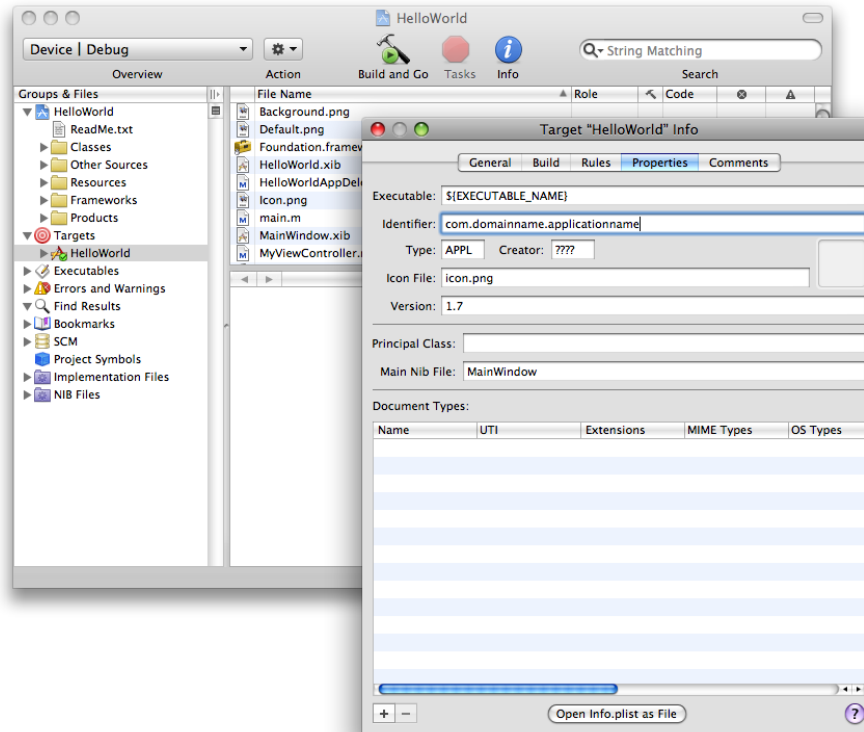 HelloWorld
Device | Debug
String Matching
Overview
Action
Build and Go
Tasks
Info
Search
Groups & Files
HelloWorld
ReadMe.txt
Classes
Other Sources
Resources
Frameworks
Products
Targets
HelloWorld
Executables
Errors and Warnings
Find Results
Bookmarks
SCM
Project Symbols
Implementation Files
NIB Files
File Name
Role
Code
Background.png
Default.png
Foundation.framew
HelloWorld.xib
HelloWorldAppDel
Icon.png
main.m
MainWindow.xib
MyViewController.
Target “HelloWorld” Info
General
Build
Rules
Properties
Comments
Executable: ${EXECUTABLE_NAME}
Identifier: com.domainname.applicationname
Type: APPL Creator: ????
Icon File: icon.png
Version: 1.7
Principal Class:
Main Nib File: MainWindow
Document Types:
Name
UTI
Extensions
MIME Types
OS Types
+ −
Open Info.plist as File
?